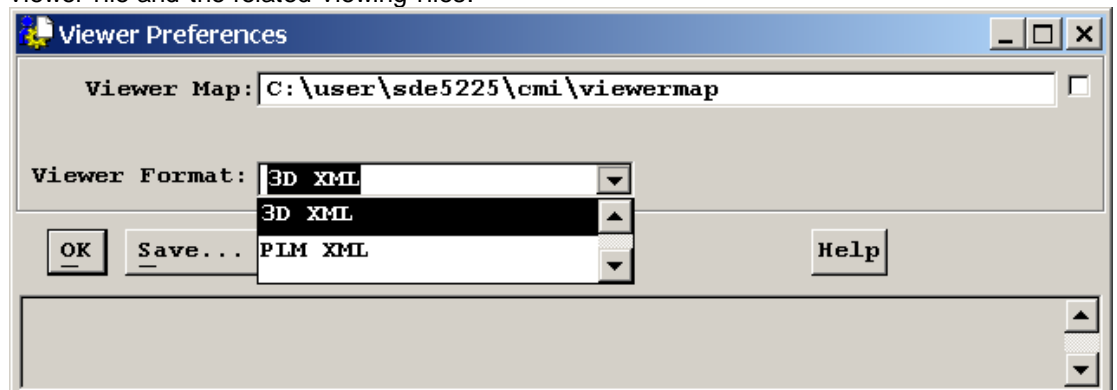 viewer file and the related viewing files.
Viewer Preferences
Viewer Map: C:\user\sde5225\cmi\viewermap
Viewer Format: 3D XML
3D XML
PLM XML
OK Save... Help